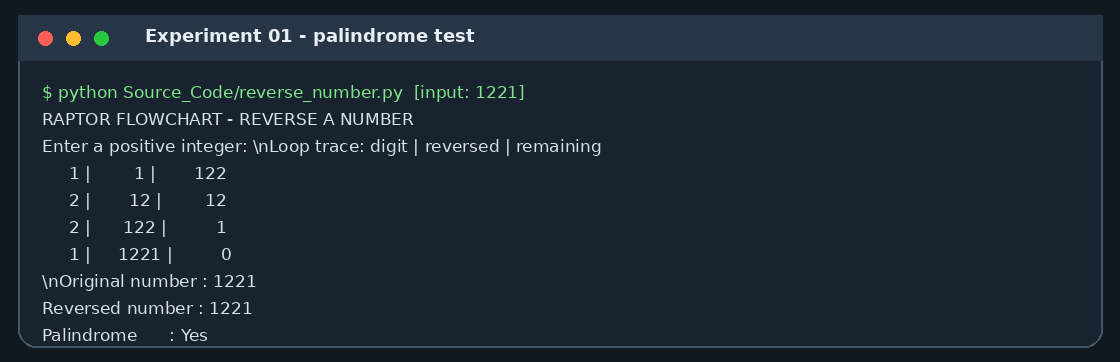 Experiment 01 - palindrome test
$ python Source_Code/reverse_number.py  [input: 1221]
RAPTOR FLOWCHART - REVERSE A NUMBER
Enter a positive integer: \nLoop trace: digit | reversed | remaining
1 |        1 |       122
2 |       12 |        12
2 |      122 |         1
1 |     1221 |         0
\nOriginal number : 1221
Reversed number : 1221
Palindrome      : Yes